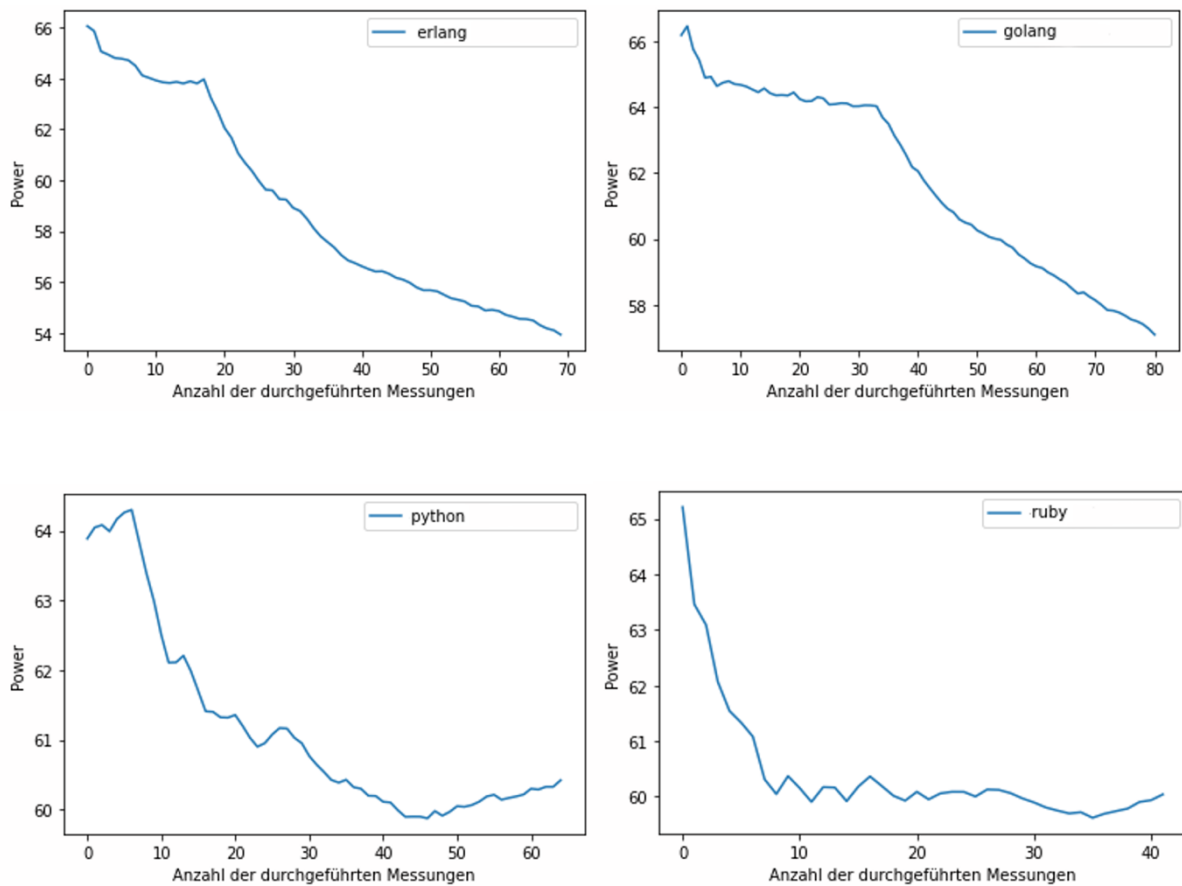 erlang
66
64
62
60
58
56
54
Power
0 10 20 30 40 50 60 70
Anzahl der durchgeführten Messungen
golang
66
64
62
60
58
Power
0 10 20 30 40 50 60 70 80
Anzahl der durchgeführten Messungen
python
64
63
62
61
60
Power
0 10 20 30 40 50 60
Anzahl der durchgeführten Messungen
ruby
65
64
63
62
61
60
Power
0 10 20 30 40
Anzahl der durchgeführten Messungen